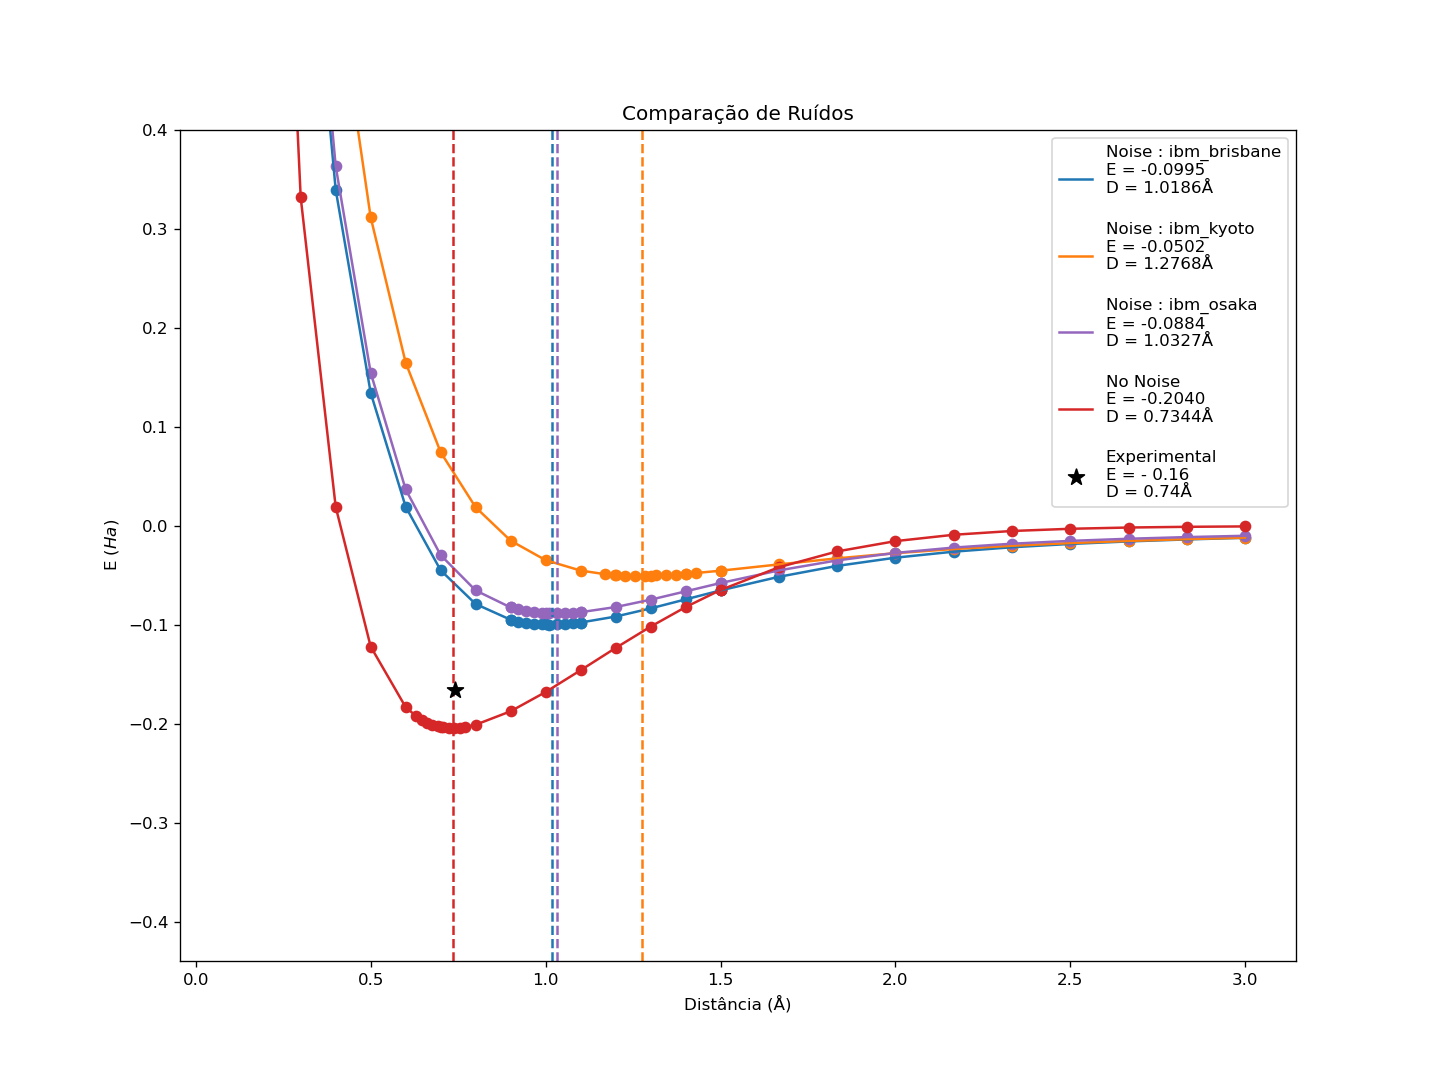 Comparação de Ruídos
E (Ha)
0.4
0.3
0.2
0.1
0.0
−0.1
−0.2
−0.3
−0.4
Noise : ibm_brisbane
E = -0.0995
D = 1.0186Å
Noise : ibm_kyoto
E = -0.0502
D = 1.2768Å
Noise : ibm_osaka
E = -0.0884
D = 1.0327Å
No Noise
E = -0.2040
D = 0.7344Å
Experimental
E = - 0.16
D = 0.74Å
0.0 0.5 1.0 1.5 2.0 2.5 3.0
Distância (Å)